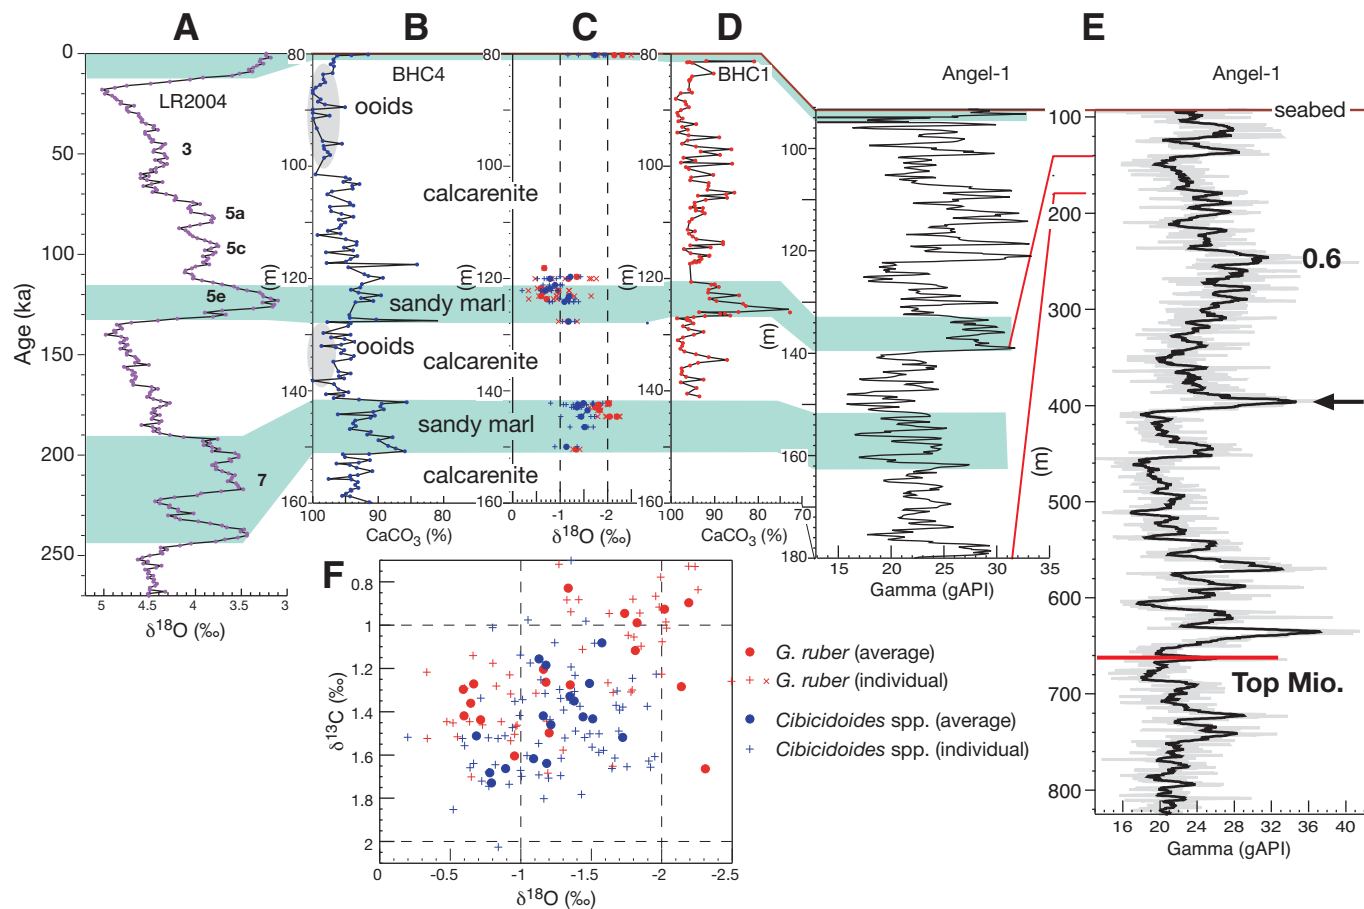 A
B
C
D
E
0
50
100
150
200
250
Age (ka)
LR2004
3
5a
5c
5e
7
5
4.5
4
3.5
3
δ18O (‰)
80
100
120
140
160
(m)
BHC4
ooids
ooids
100
90
80
CaCO3 (%)
calcarenite
sandy marl
calcarenite
sandy marl
calcarenite
80
100
120
140
160
(m)
0
-1
-2
δ18O (‰)
80
100
120
140
160
(m)
BHC1
100
90
80
70
CaCO3 (%)
Angel-1
100
120
140
160
180
(m)
15
20
25
30
35
Gamma (gAPI)
Angel-1
seabed
100
200
300
400
500
600
700
800
(m)
0.6
Top Mio.
16
20
24
28
32
36
42
Gamma (gAPI)
F
0.8
1
1.2
1.4
1.6
1.8
2
δ13C (‰)
0
-0.5
-1
-1.5
-2
-2.5
δ18O (‰)
G. ruber (average)
G. ruber (individual)
Cibicidoides spp. (average)
Cibicidoides spp. (individual)